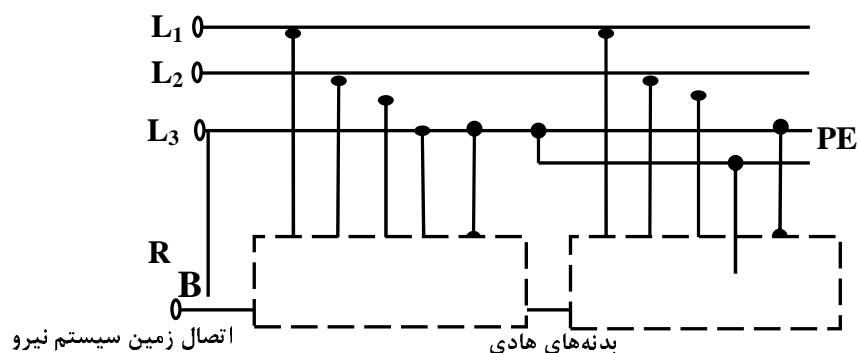 L₁
L₂
L₃
PE
R
B
اتصال زمین سیستم نیرو
بدنه‌های هادی